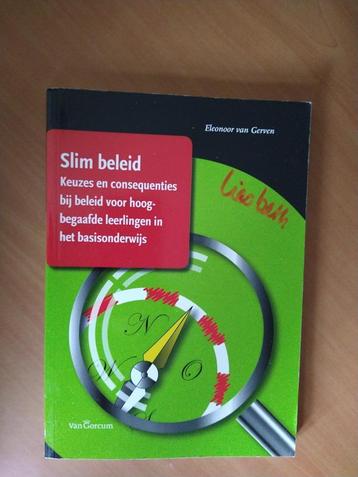 Eleonoor van Gerven
Slim beleid
Keuzes en consequenties
bij beleid voor hoog-
begaafde leerlingen in
het basisonderwijs
Liesbeth
N
W
O
Van Gorcum